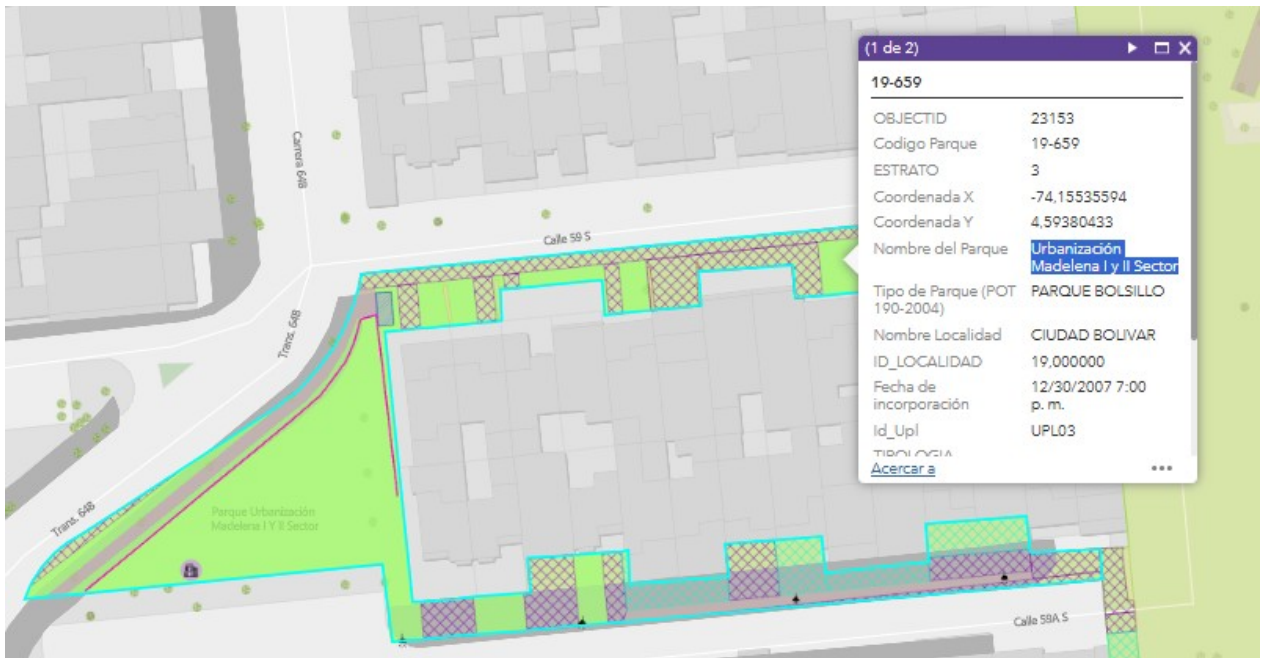 (1 de 2)
19-659
OBJECTID 23153
Codigo Parque 19-659
ESTRATO 3
Coordenada X -74,15535594
Coordenada Y 4,59380433
Nombre del Parque Urbanización
Madelena I y II Sector
Tipo de Parque (POT PARQUE BOLSILLO
190-2004)
Nombre Localidad CIUDAD BOLIVAR
ID_LOCALIDAD 19,000000
Fecha de 12/30/2007 7:00
incorporación p. m.
Id_Upl UPL03
TIPOLOGIA
Acercar a
Carrera 64B
Calle 59 S
Trans. 64B
Trans. 64B
Parque Urbanización
Madelena I Y II Sector
Calle 59A S